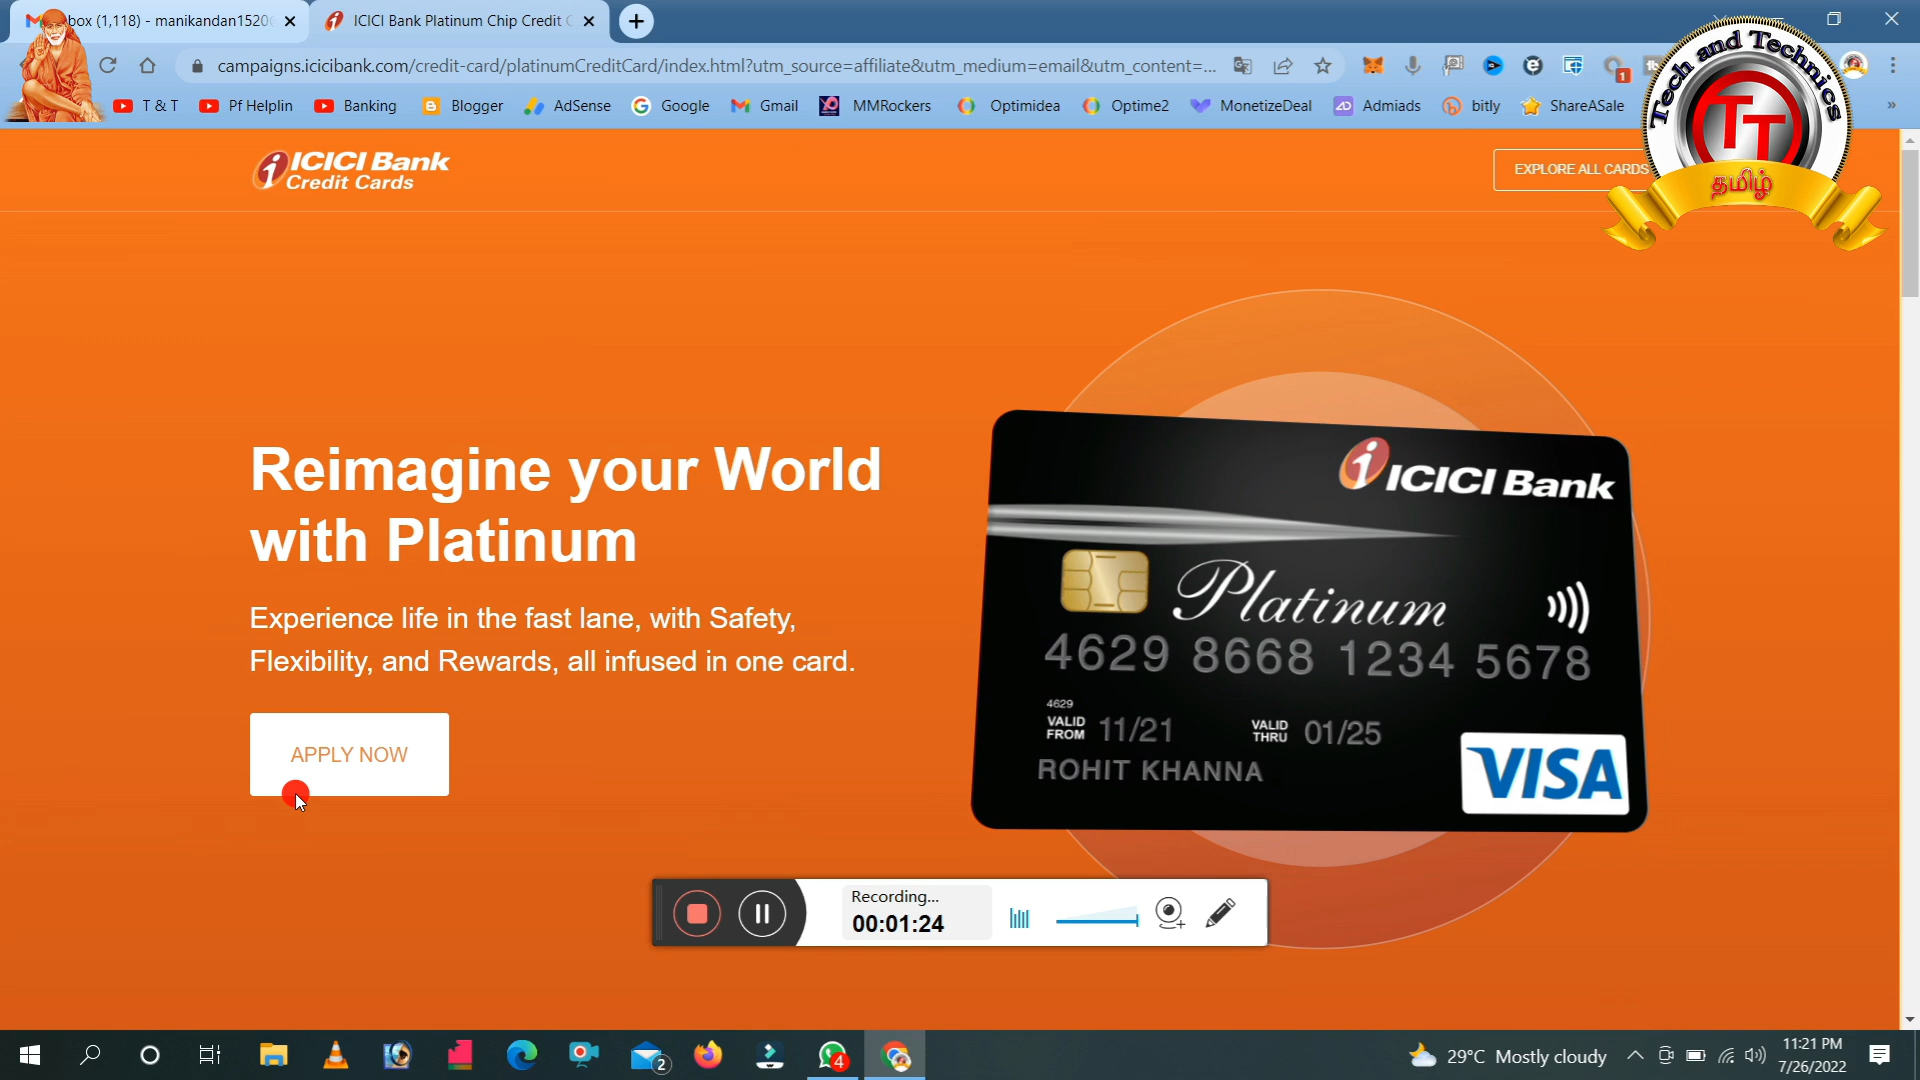 box (1,118) - manikandan1520
ICICI Bank Platinum Chip Credit C
campaigns.icicibank.com/credit-card/platinumCreditCard/index.html?utm_source=affiliate&utm_medium=email&utm_content=...
1
T & T
Pf Helplin
Banking
Blogger
AdSense
Google
Gmail
MMRockers
Optimidea
Optime2
MonetizeDeal
Admiads
bitly
ShareASale
»
Tech and Technics
TT
தமிழ்
ICICI Bank
Credit Cards
EXPLORE ALL CARDS
Reimagine your World
with Platinum
Experience life in the fast lane, with Safety,
Flexibility, and Rewards, all infused in one card.
APPLY NOW
ICICI Bank
Platinum
4629 8668 1234 5678
4629
VALID FROM 11/21
VALID THRU 01/25
ROHIT KHANNA
VISA
Recording...
00:01:24
2
4
29°C Mostly cloudy
11:21 PM
7/26/2022